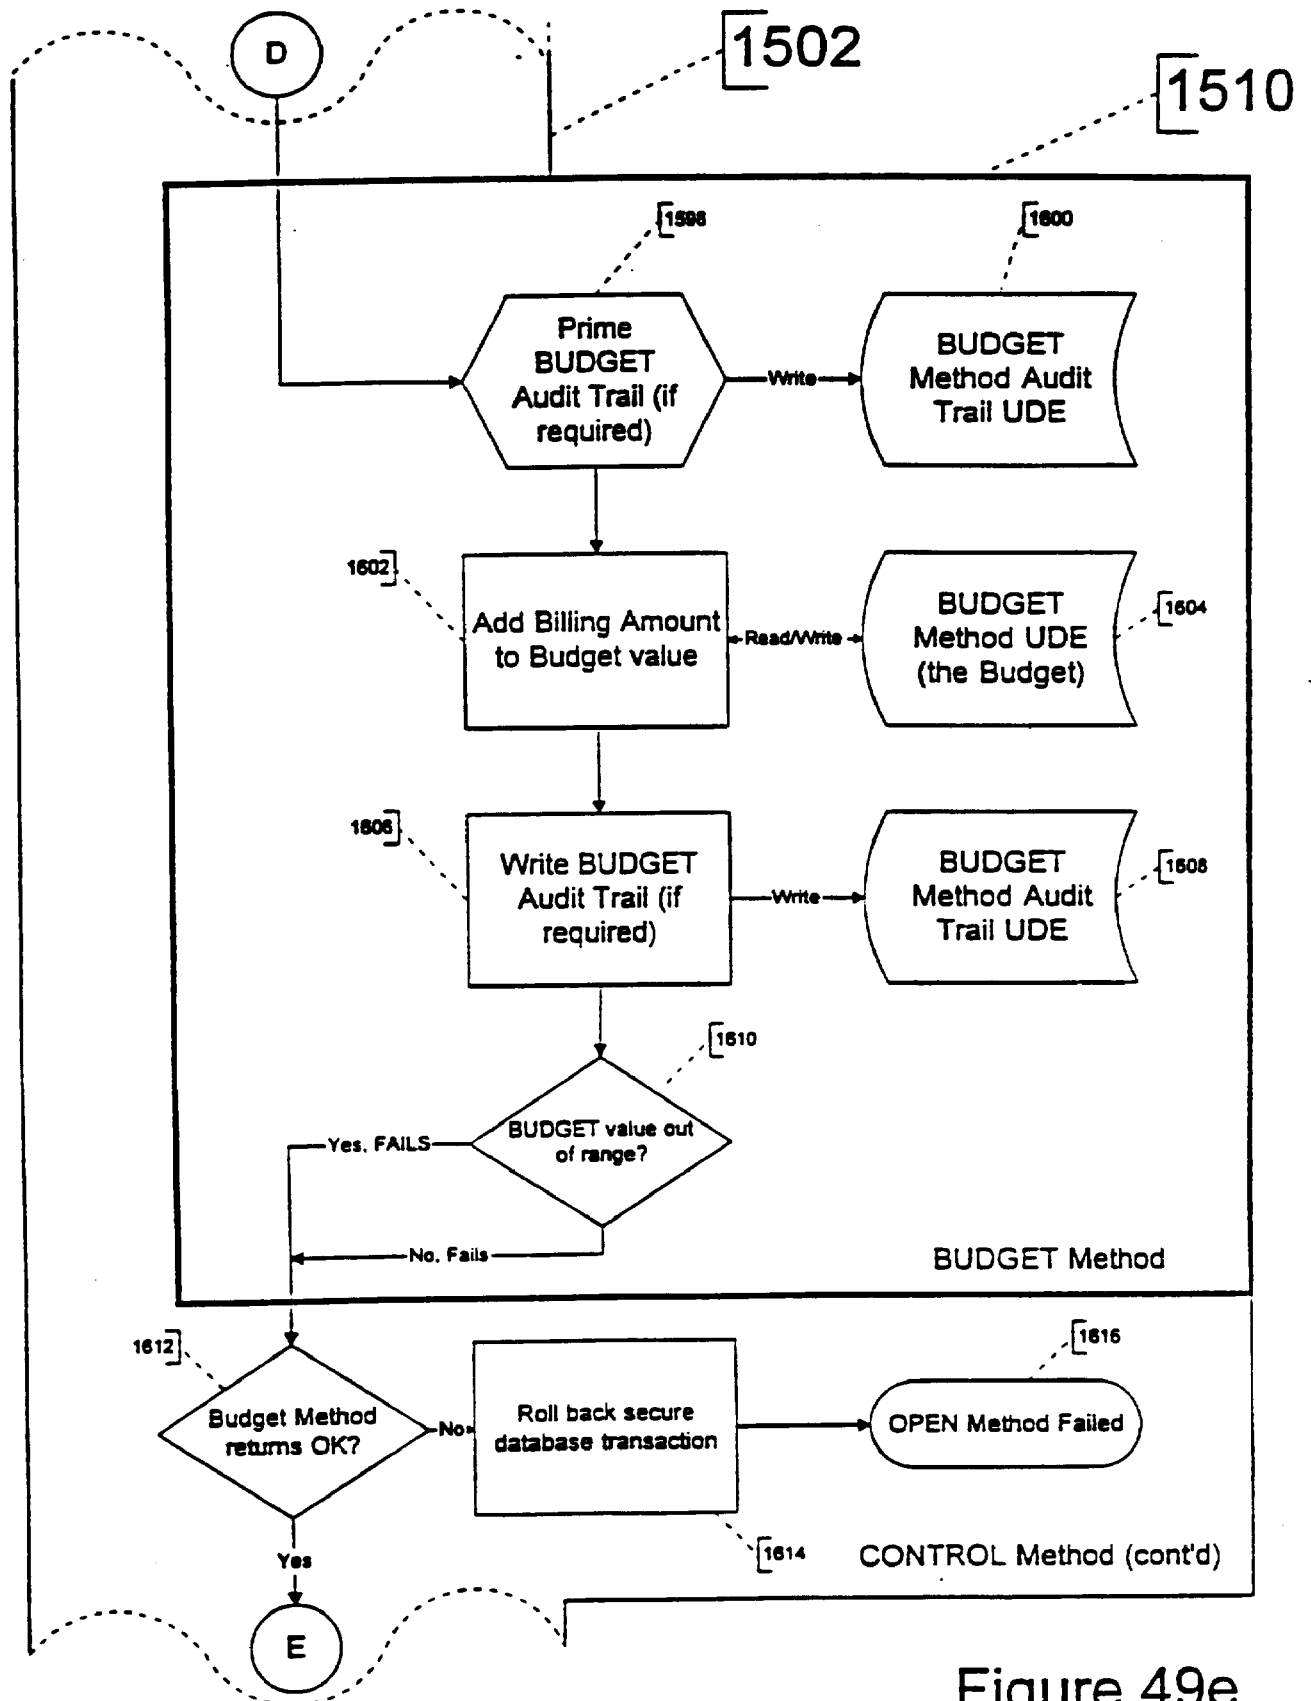 D
1502
1510
1598
1600
Prime
BUDGET
Audit Trail (if
required)
Write
BUDGET
Method Audit
Trail UDE
1602
Add Billing Amount
to Budget value
Read/Write
BUDGET
Method UDE
(the Budget)
1604
1606
Write BUDGET
Audit Trail (if
required)
Write
BUDGET
Method Audit
Trail UDE
1608
1610
BUDGET value out
of range?
Yes, FAILS
No, Fails
BUDGET Method
1612
Budget Method
returns OK?
No
Roll back secure
database transaction
1616
OPEN Method Failed
Yes
1614
CONTROL Method (cont'd)
E
Figure 49e